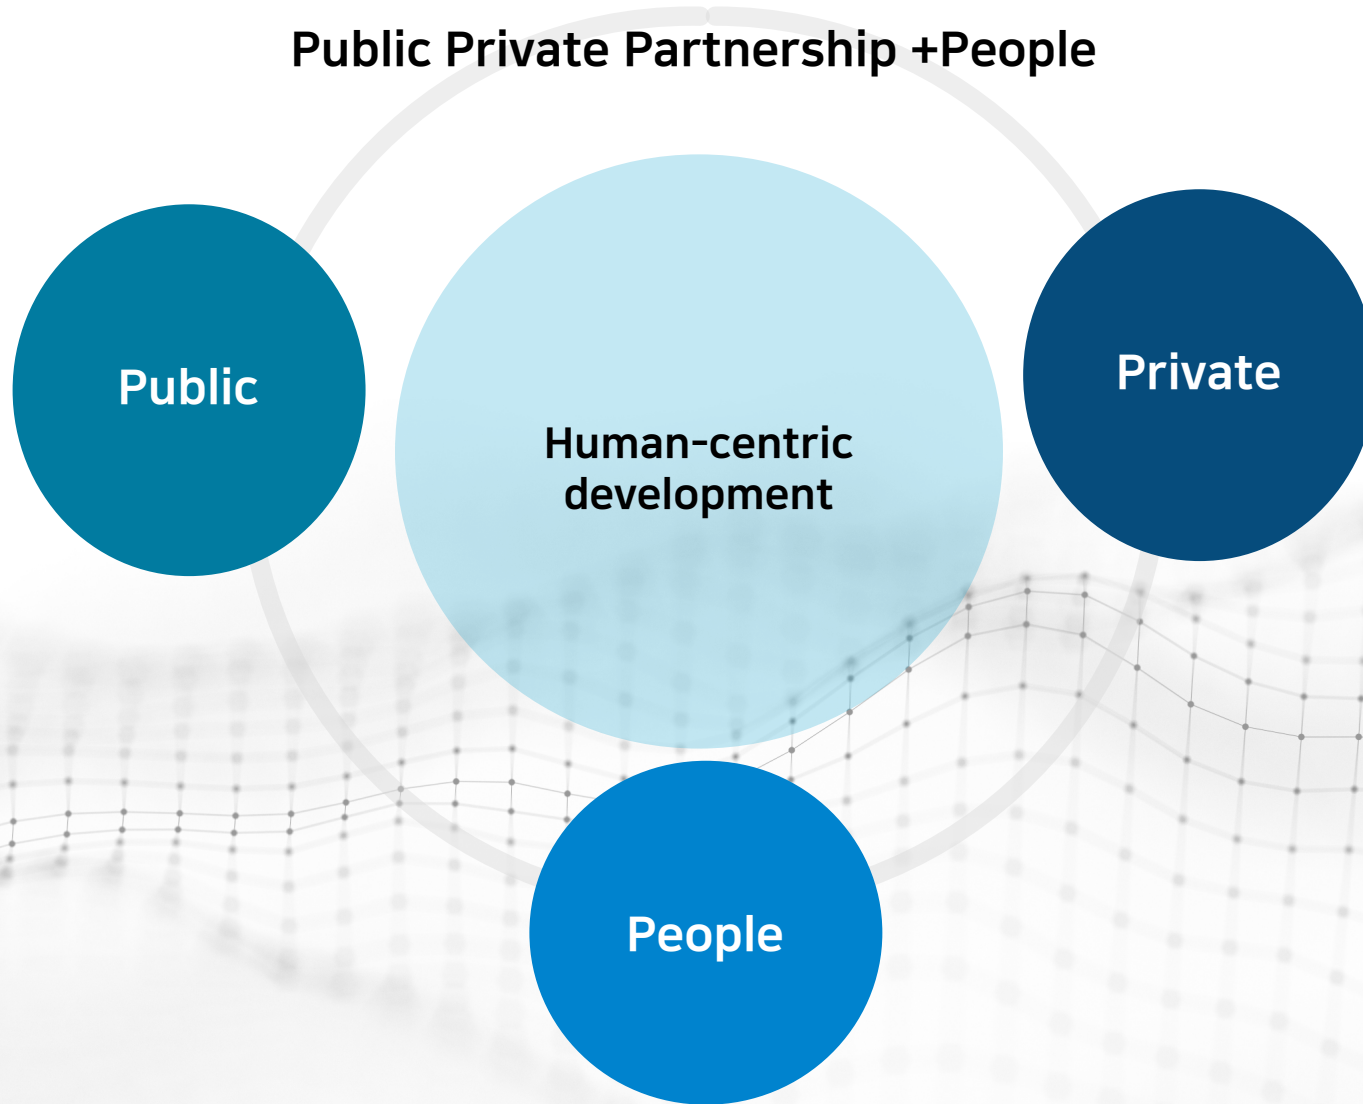 Public Private Partnership +People
Public
Private
Human-centric
development
People